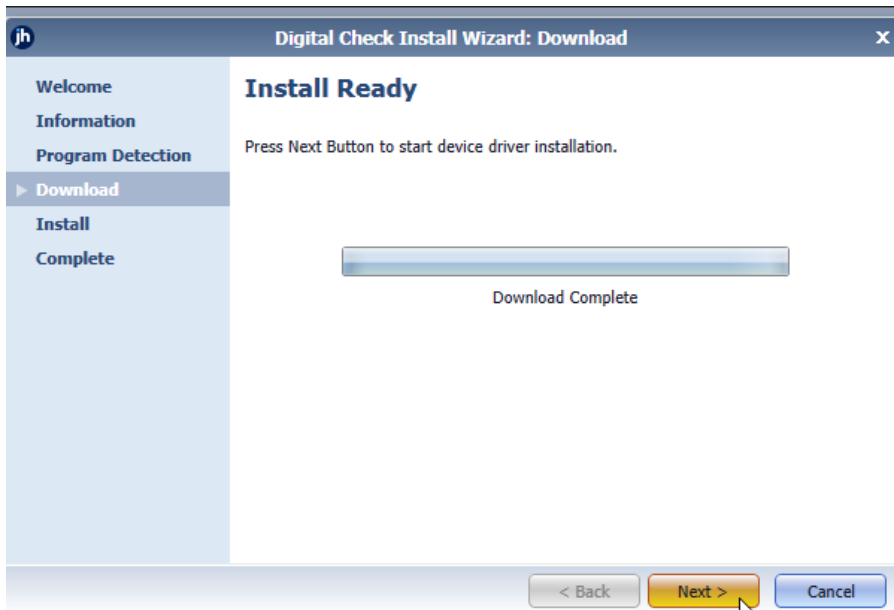 jh
Digital Check Install Wizard: Download
x
Welcome
Information
Program Detection
Download
Install
Complete
Install Ready
Press Next Button to start device driver installation.
Download Complete
< Back
Next >
Cancel